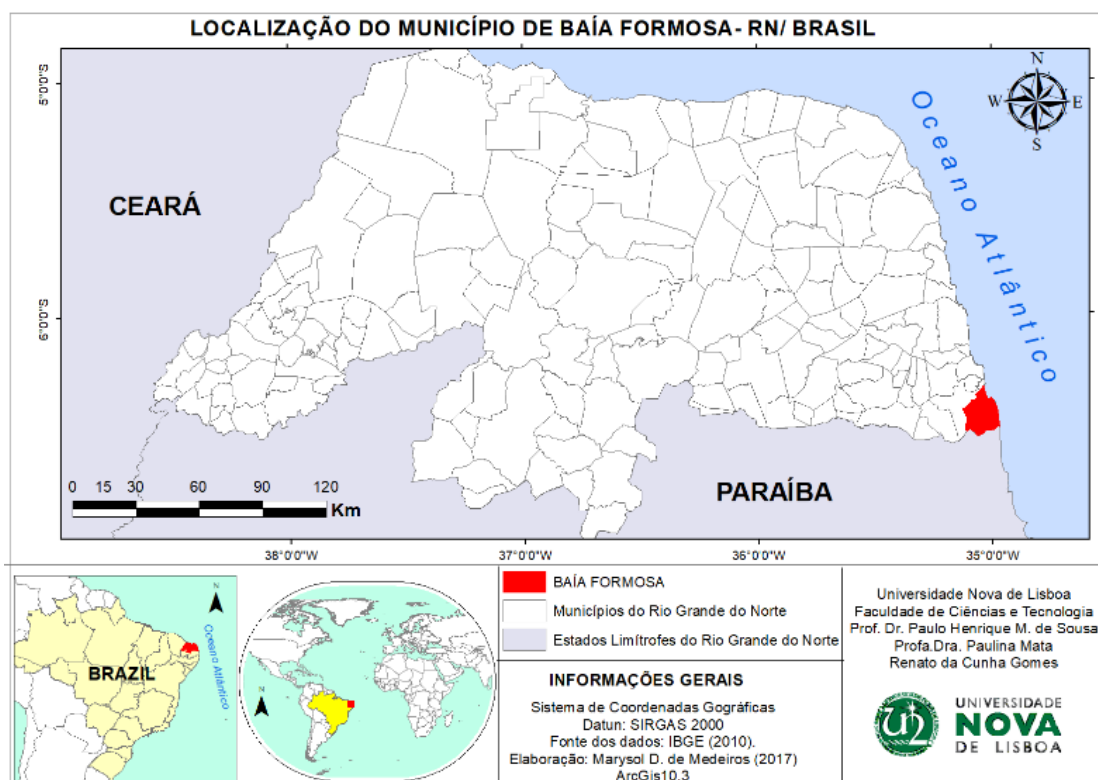 LOCALIZAÇÃO DO MUNICÍPIO DE BAÍA FORMOSA- RN/ BRASIL
5°0'0"S
6°0'0"S
N
W
E
S
Oceano Atlântico
CEARÁ
PARAÍBA
0 15 30 60 90 120
Km
38°0'0"W 37°0'0"W 36°0'0"W 35°0'0"W
N
Oceano Atlântico
BRAZIL
N
BAÍA FORMOSA
Municípios do Rio Grande do Norte
Estados Limítrofes do Rio Grande do Norte
INFORMAÇÕES GERAIS
Sistema de Coordenadas Gográficas
Datun: SIRGAS 2000
Fonte dos dados: IBGE (2010).
Elaboração: Marysol D. de Medeiros (2017)
ArcGis10.3
Universidade Nova de Lisboa
Faculdade de Ciências e Tecnologia
Prof. Dr. Paulo Henrique M. de Sousa
Profa.Dra. Paulina Mata
Renato da Cunha Gomes
UNIVERSIDADE
NOVA
DE LISBOA